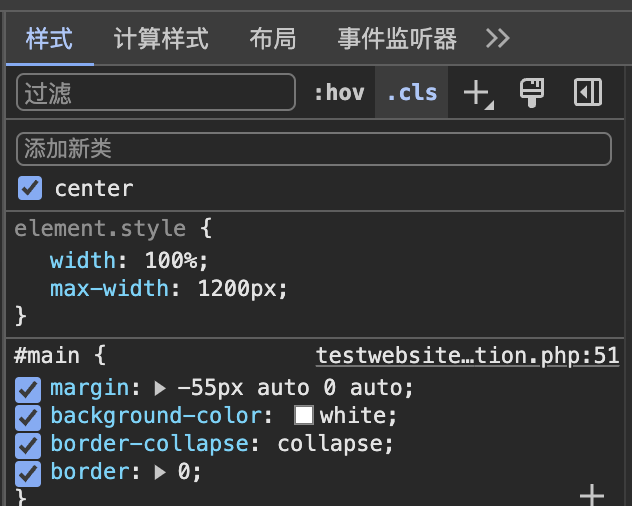 样式 计算样式 布局 事件监听器
过滤 :hov .cls
添加新类
center
element.style {
width: 100%;
max-width: 1200px;
}
#main { testwebsite…tion.php:51
margin: -55px auto 0 auto;
background-color: white;
border-collapse: collapse;
border: 0;
}